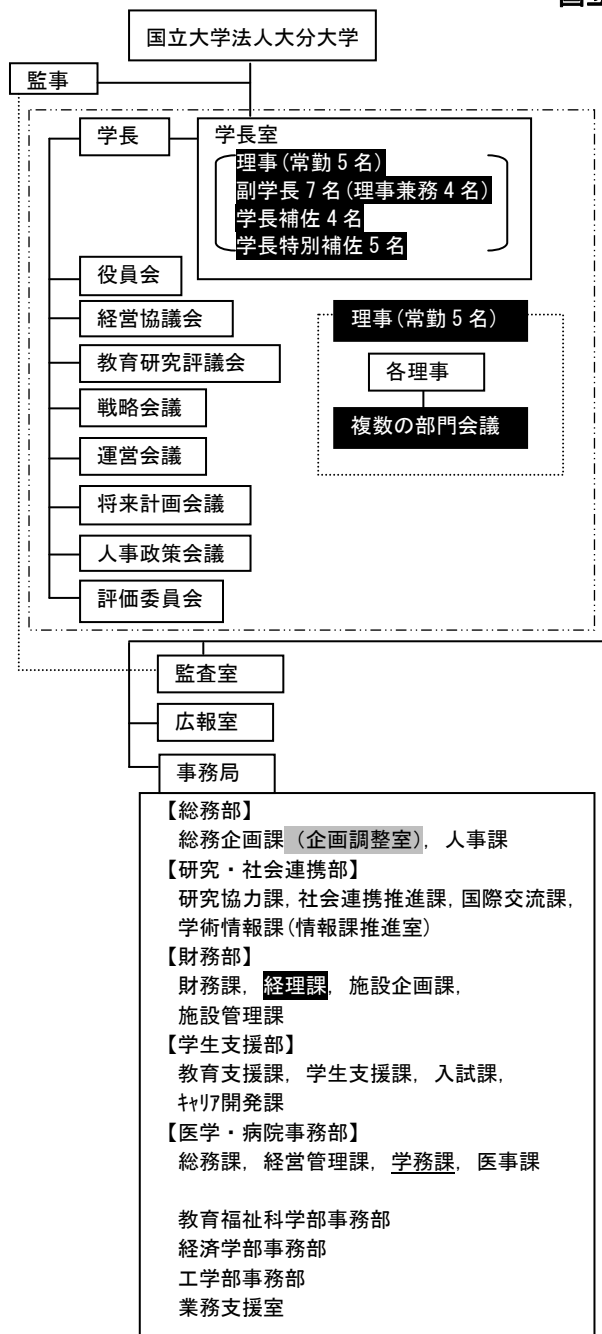 国立大学法人大分大学
監事
学長
学長室
理事(常勤5名)
副学長7名(理事兼務4名)
学長補佐4名
学長特別補佐5名
役員会
経営協議会
教育研究評議会
戦略会議
運営会議
将来計画会議
人事政策会議
評価委員会
理事(常勤5名)
各理事
複数の部門会議
監査室
広報室
事務局
【総務部】
総務企画課(企画調整室), 人事課
【研究・社会連携部】
研究協力課, 社会連携推進課, 国際交流課,
学術情報課(情報課推進室)
【財務部】
財務課, 経理課, 施設企画課,
施設管理課
【学生支援部】
教育支援課, 学生支援課, 入試課,
ｷｬﾘｱ開発課
【医学・病院事務部】
総務課, 経営管理課, 学務課, 医事課
教育福祉科学部事務部
経済学部事務部
工学部事務部
業務支援室